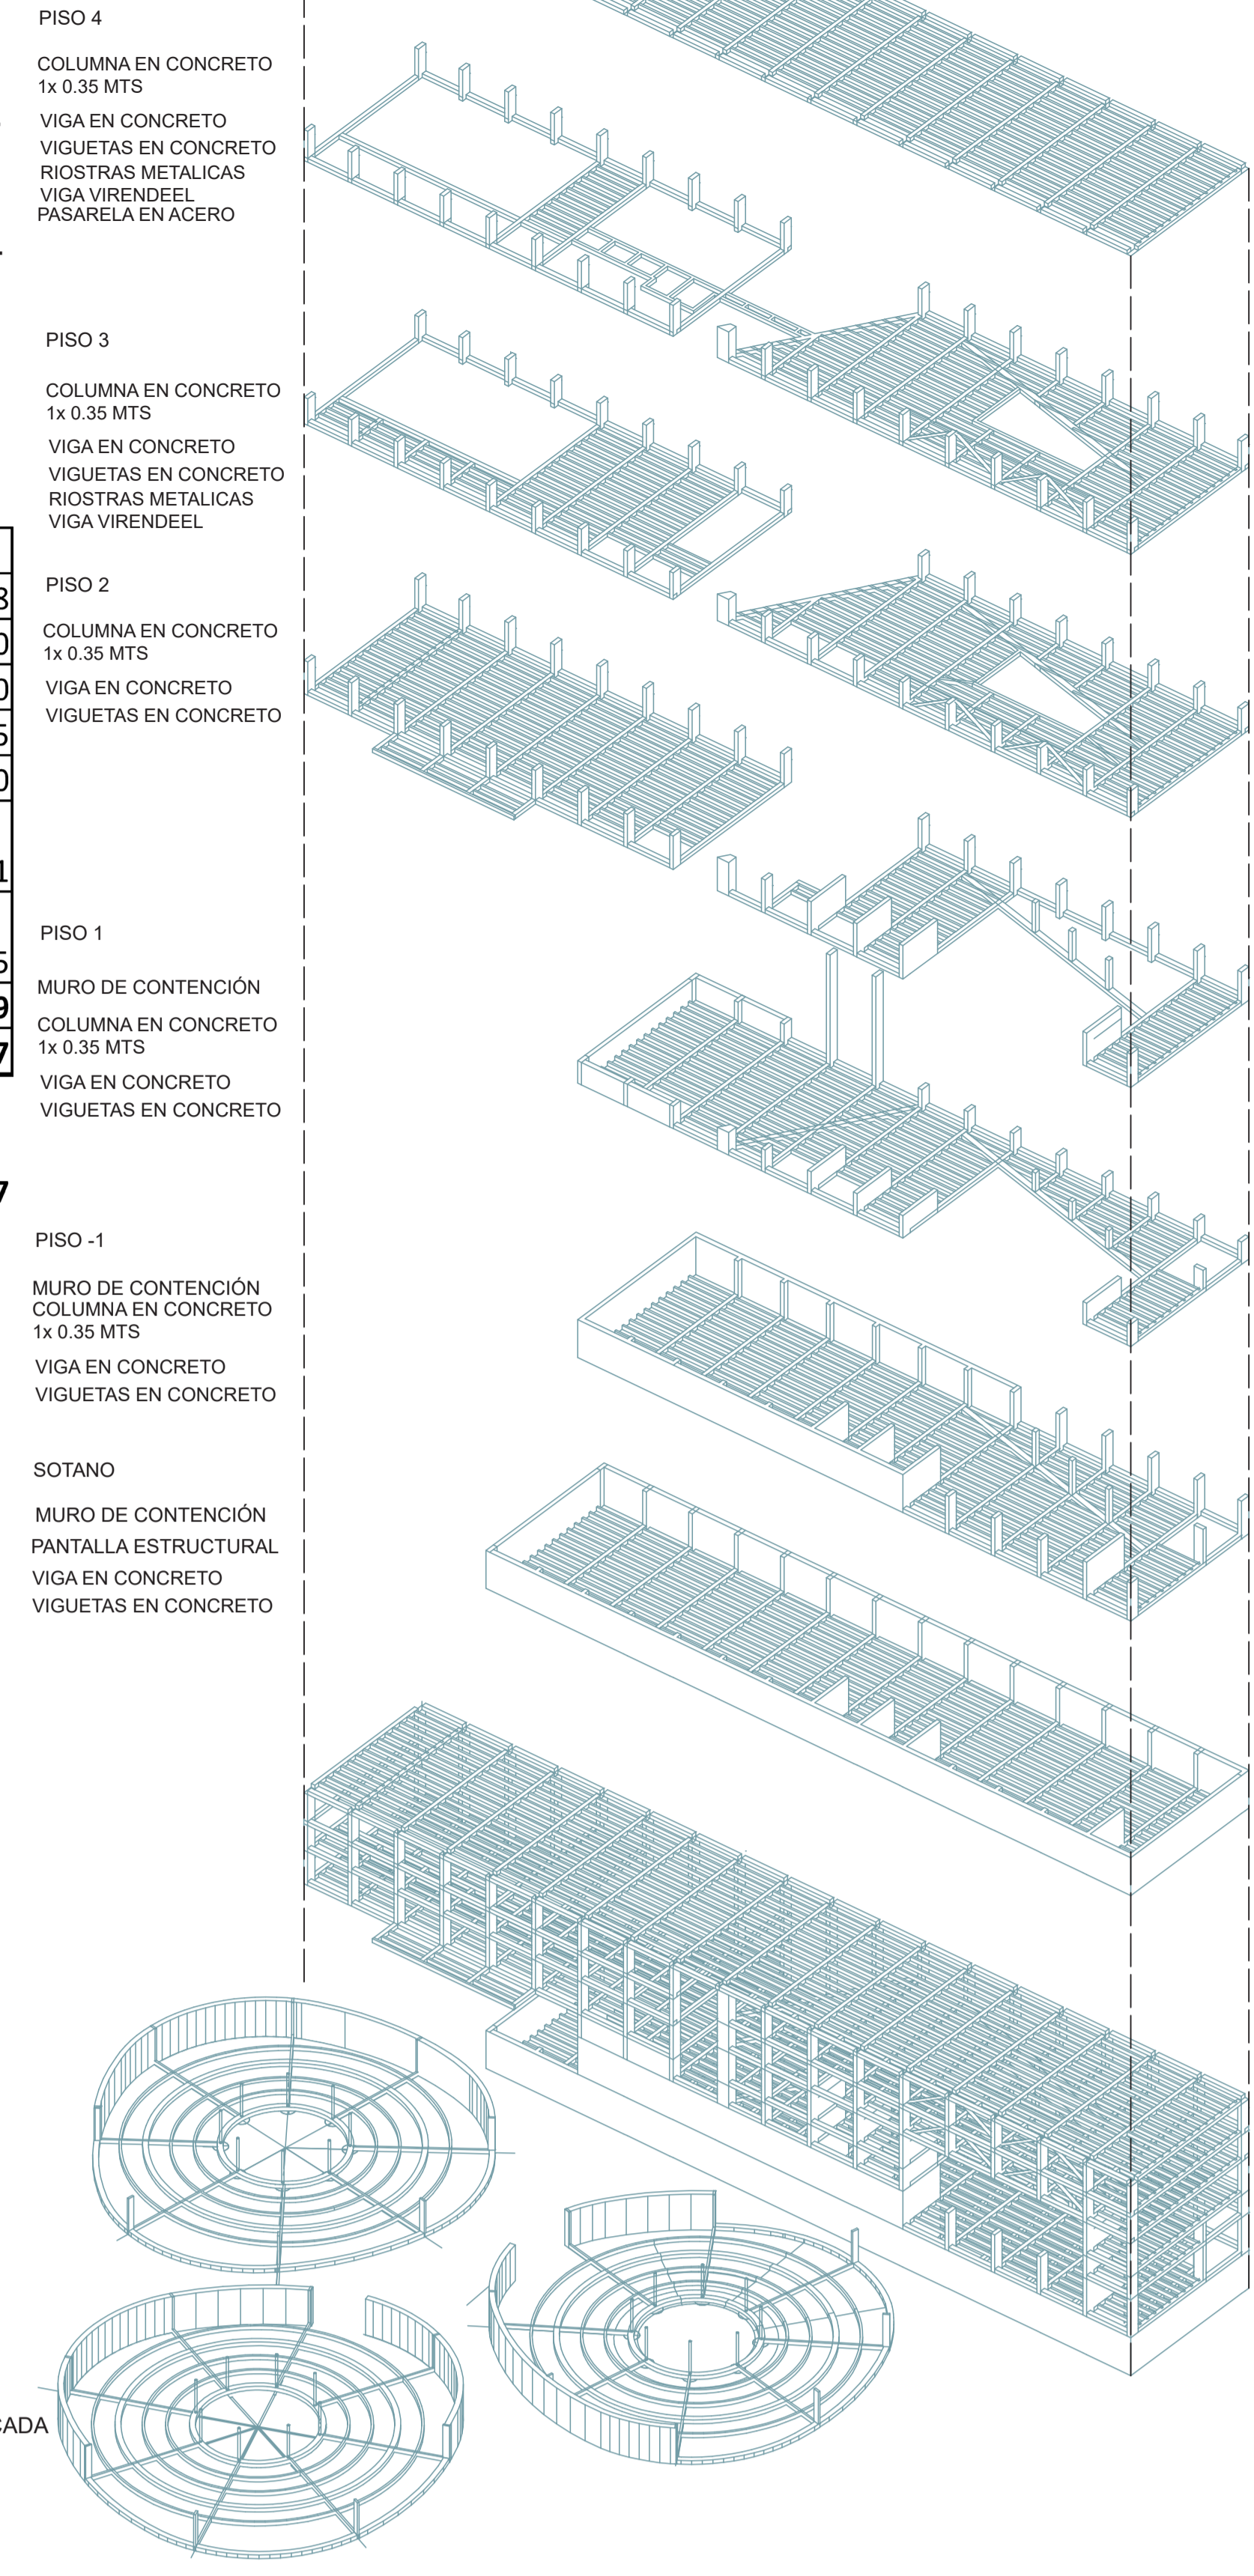 PISO 4
COLUMNA EN CONCRETO
1x 0.35 MTS
VIGA EN CONCRETO
VIGUETAS EN CONCRETO
RIOSTRAS METALICAS
VIGA VIRENDEEL
PASARELA EN ACERO
PISO 3
COLUMNA EN CONCRETO
1x 0.35 MTS
VIGA EN CONCRETO
VIGUETAS EN CONCRETO
RIOSTRAS METALICAS
VIGA VIRENDEEL
PISO 2
COLUMNA EN CONCRETO
1x 0.35 MTS
VIGA EN CONCRETO
VIGUETAS EN CONCRETO
PISO 1
MURO DE CONTENCIÓN
COLUMNA EN CONCRETO
1x 0.35 MTS
VIGA EN CONCRETO
VIGUETAS EN CONCRETO
PISO -1
MURO DE CONTENCIÓN
COLUMNA EN CONCRETO
1x 0.35 MTS
VIGA EN CONCRETO
VIGUETAS EN CONCRETO
SOTANO
MURO DE CONTENCIÓN
PANTALLA ESTRUCTURAL
VIGA EN CONCRETO
VIGUETAS EN CONCRETO